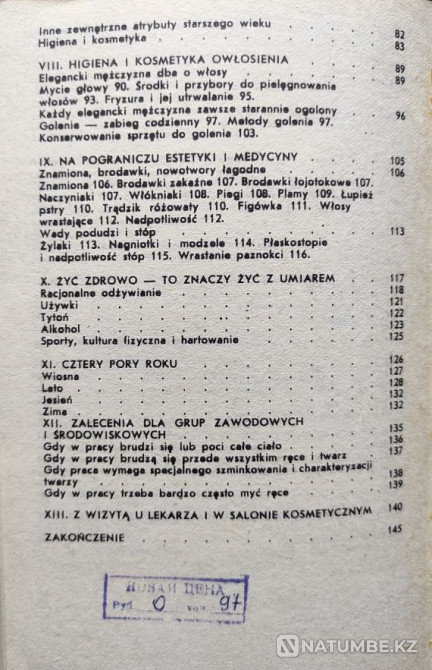 Inne zewnętrzne atrybuty starszego wieku . . . . . 82
Higiena i kosmetyka . . . . . . . . . . 83
VIII. HIGIENA I KOSMETYKA OWŁOSIENIA . . . . 89
Elegancki mężczyzna dba o włosy . . . . . . . 89
Mycie głowy 90. Środki i przybory do pielęgnowania
włosów 93. Fryzura i jej utrwalanie 95.
Każdy elegancki mężczyzna zawsze starannie ogolony . 96
Golenie — zabieg codzienny 97. Metody golenia 97.
Konserwowanie sprzętu do golenia 103.
IX. NA POGRANICZU ESTETYKI I MEDYCYNY . . . 105
Znamiona, brodawki, nowotwory łagodne . . . . . 106
Znamiona 106. Brodawki zakaźne 107. Brodawki łojotokowe 107.
Naczyniaki 107. Włókniaki 108. Piegi 108. Plamy 109. Łupież
pstry 110. Trądzik różowaty 110. Figówka 111. Włosy
wrastające 112. Nadpotliwość 112.
Wady podudzi i stóp . . . . . . . . . . 113
Żylaki 113. Nagniotki i modzele 114. Płaskostopie
i nadpotliwość stóp 115. Wrastanie paznokci 116.
X. ŻYĆ ZDROWO — TO ZNACZY ŻYĆ Z UMIAREM . . . 117
Racjonalne odżywianie . . . . . . . . . 118
Używki . . . . . . . . . . . . . 121
Tytoń . . . . . . . . . . . . . 122
Alkohol . . . . . . . . . . . . . 123
Sporty, kultura fizyczna i hartowanie . . . . . . 125
XI. CZTERY PORY ROKU . . . . . . . . . 126
Wiosna . . . . . . . . . . . . . 127
Lato . . . . . . . . . . . . . . 128
Jesień . . . . . . . . . . . . . 132
Zima . . . . . . . . . . . . . . 132
XII. ZALECENIA DLA GRUP ZAWODOWYCH
I ŚRODOWISKOWYCH . . . . . . . . . . 135
Gdy w pracy brudzi się lub poci całe ciało . . . . 136
Gdy w pracy brudzą się przede wszystkim ręce i twarz . 137
Gdy praca wymaga specjalnego szminkowania i charakteryzacji
twarzy . . . . . . . . . . . . . 138
Gdy w pracy trzeba bardzo często myć ręce . . . . 139
XIII. Z WIZYTĄ U LEKARZA I W SALONIE KOSMETYCZNYM 140
ZAKOŃCZENIE . . . . . . . . . . . 145
НОВАЯ ЦЕНА
Руб. 0 коп. 97
NATUMBE.KZ